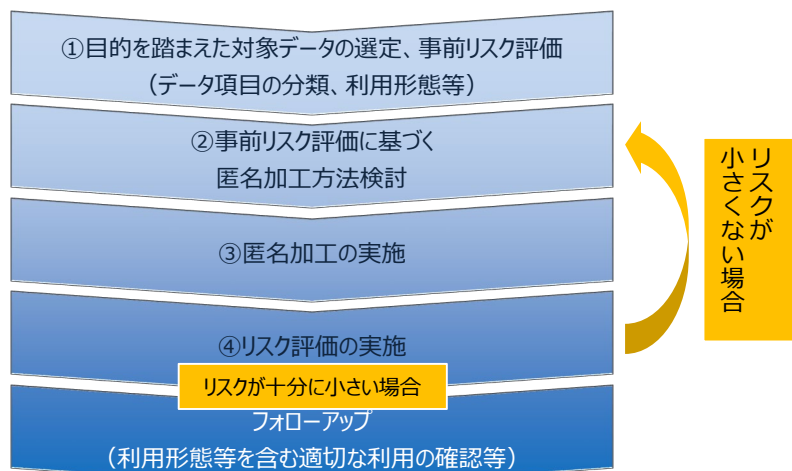 ①目的を踏まえた対象データの選定、事前リスク評価
（データ項目の分類、利用形態等）
②事前リスク評価に基づく
匿名加工方法検討
③匿名加工の実施
④リスク評価の実施
リスクが十分に小さい場合
フォローアップ
（利用形態等を含む適切な利用の確認等）
リスクが
小さくない場合